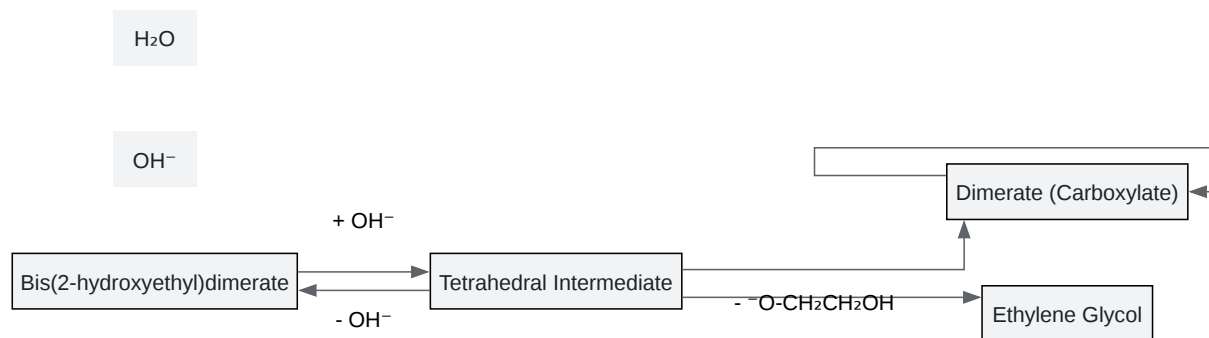 H₂O
OH⁻
Dimerate (Carboxylate)
+ OH⁻
Bis(2-hydroxyethyl)dimerate
Tetrahedral Intermediate
- ⁻O-CH₂CH₂OH
- OH⁻
Ethylene Glycol